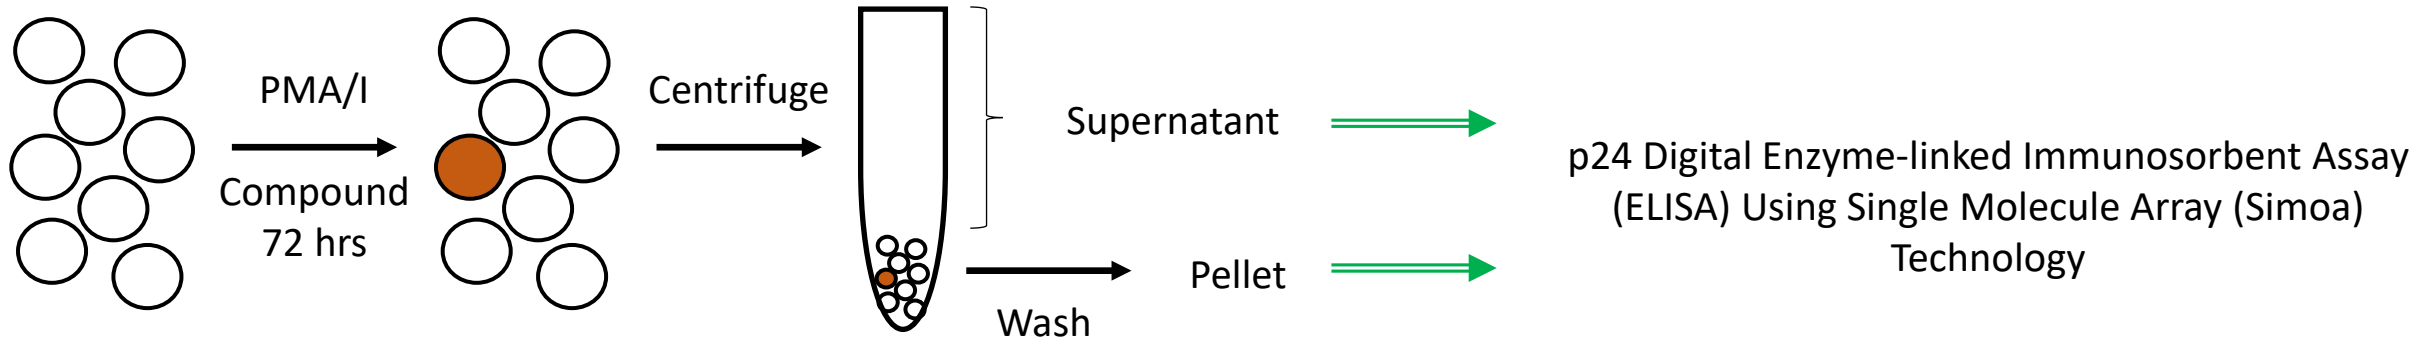 PMA/I
Compound
72 hrs
Centrifuge
Supernatant
Wash
Pellet
p24 Digital Enzyme-linked Immunosorbent Assay
(ELISA) Using Single Molecule Array (Simoa)
Technology